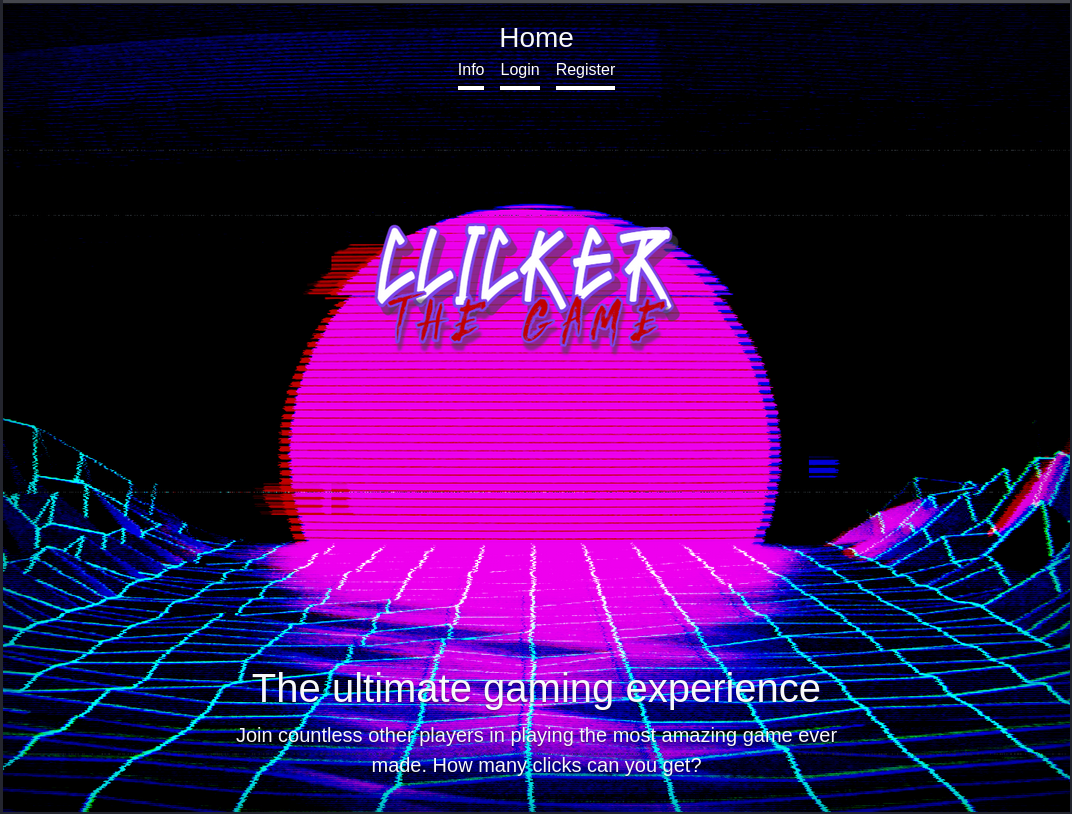 Home
Info Login Register
CLICKER
THE GAME
The ultimate gaming experience
Join countless other players in playing the most amazing game ever
made. How many clicks can you get?